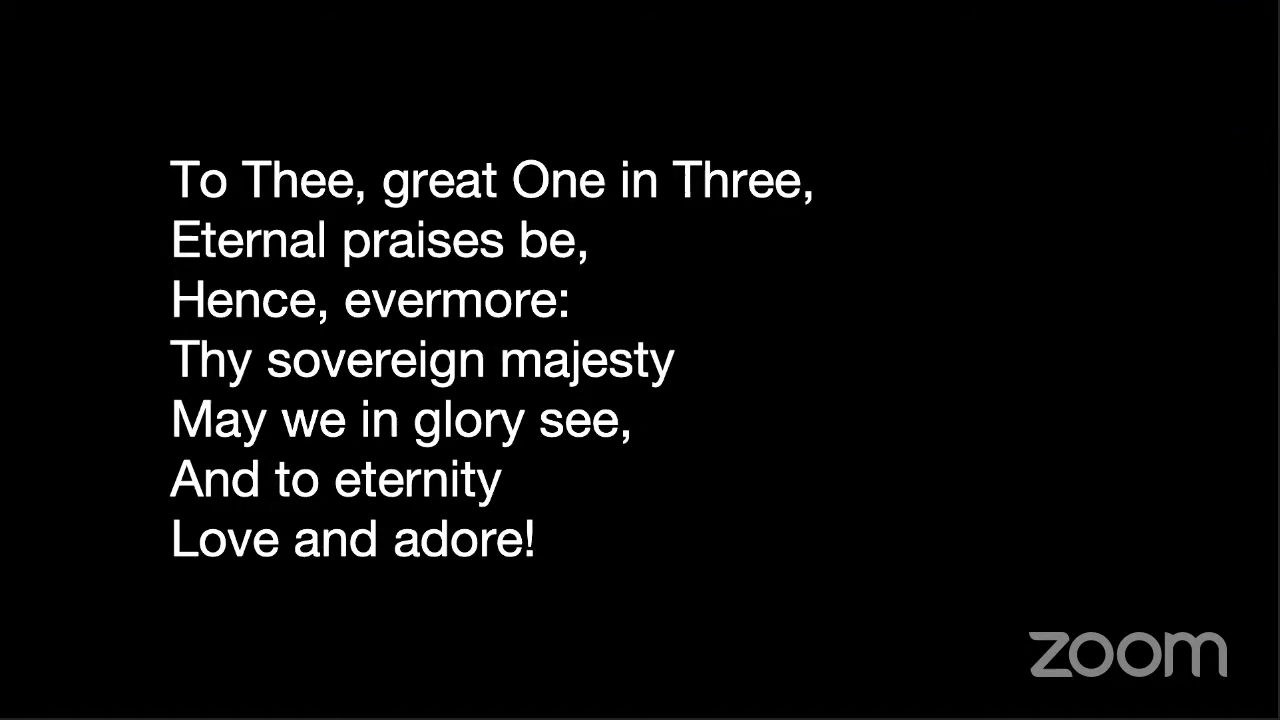 To Thee, great One in Three,
Eternal praises be,
Hence, evermore:
Thy sovereign majesty
May we in glory see,
And to eternity
Love and adore!
zoom